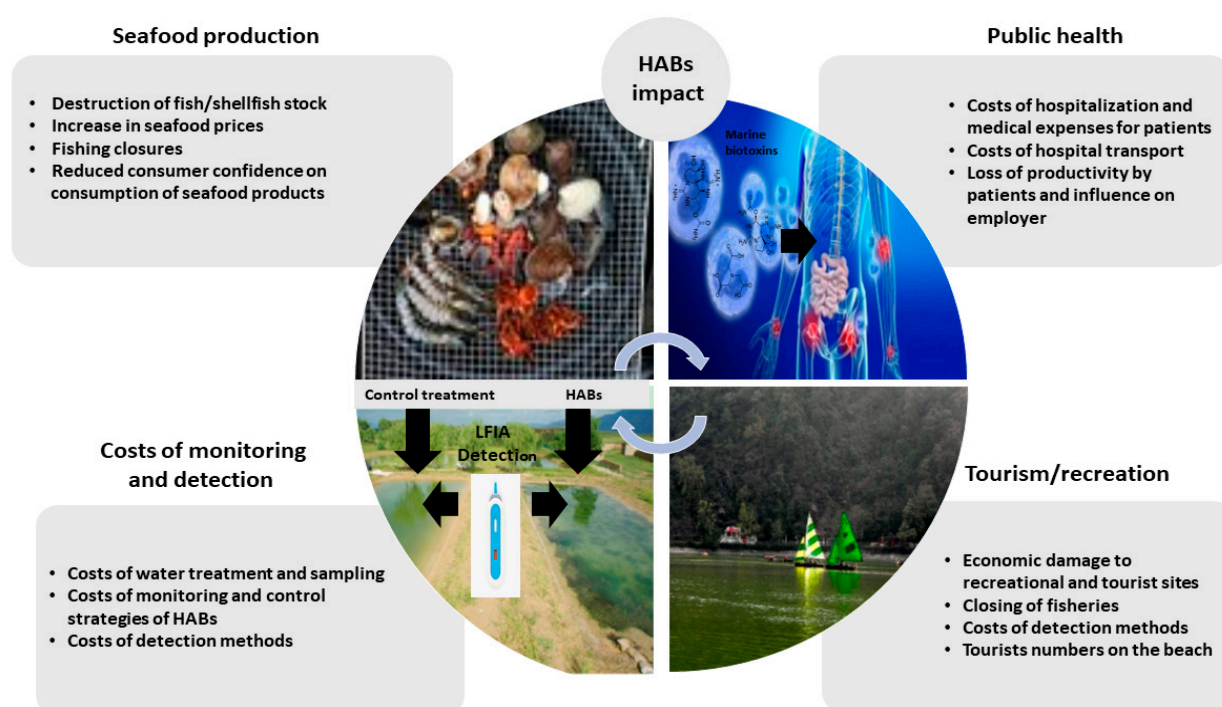 Seafood production
• Destruction of fish/shellfish stock
• Increase in seafood prices
• Fishing closures
• Reduced consumer confidence on
consumption of seafood products
HABs
impact
Public health
• Costs of hospitalization and
medical expenses for patients
• Costs of hospital transport
• Loss of productivity by
patients and influence on
employer
Marine
biotoxins
Control treatment
HABs
LFIA
Detection
Costs of monitoring
and detection
• Costs of water treatment and sampling
• Costs of monitoring and control
strategies of HABs
• Costs of detection methods
Tourism/recreation
• Economic damage to
recreational and tourist sites
• Closing of fisheries
• Costs of detection methods
• Tourists numbers on the beach